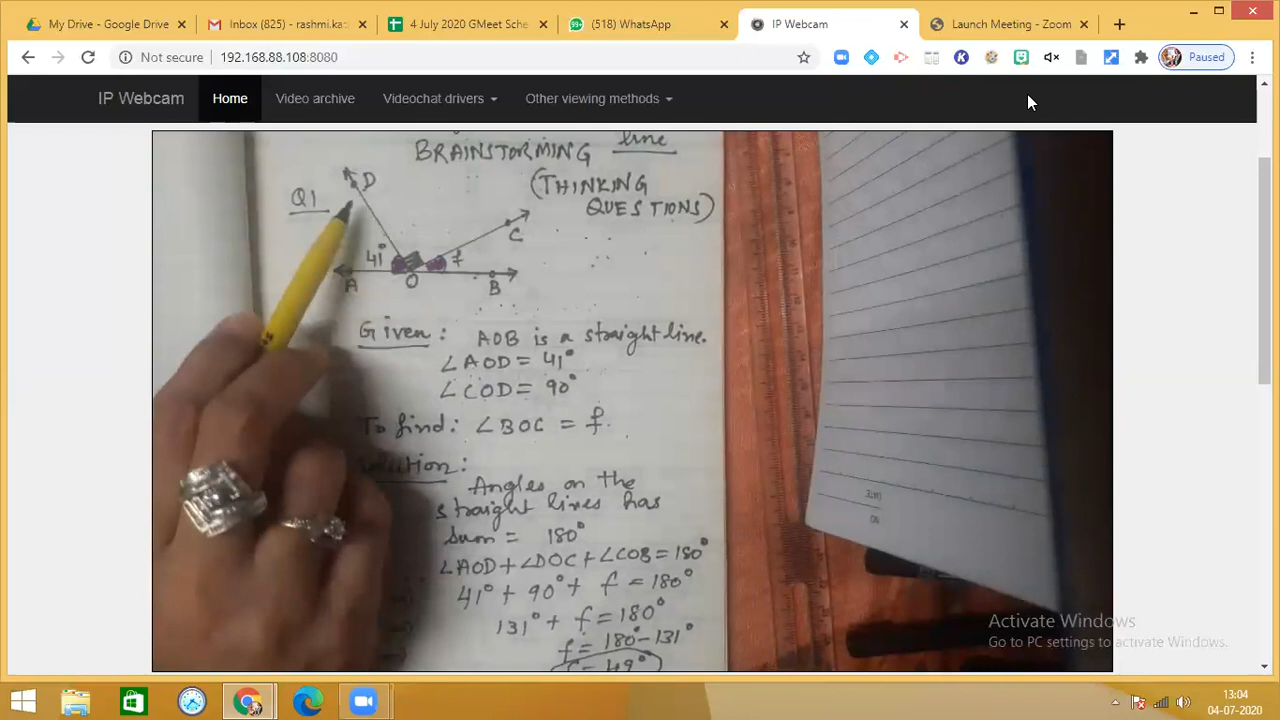 My Drive - Google Drive
Inbox (825) - rashmi.ka
4 July 2020 GMeet Sche
(518) WhatsApp
IP Webcam
Launch Meeting - Zoom
Not secure
192.168.88.108:8080
Paused
IP Webcam
Home
Video archive
Videochat drivers
Other viewing methods
line
BRAINSTORMING
(THINKING
QUESTIONS)
Q1
D
C
41°
f
A
O
B
Given: AOB is a straight line.
∠AOD = 41°
∠COD = 90°
To find: ∠BOC = f.
Solution:
Angles on the
straight lines has
sum = 180°
∠AOD + ∠DOC + ∠COB = 180°
41° + 90° + f = 180°
131° + f = 180°
f = 180° - 131°
f = 49°
DATE
NO
Activate Windows
Go to PC settings to activate Windows.
13:04
04-07-2020